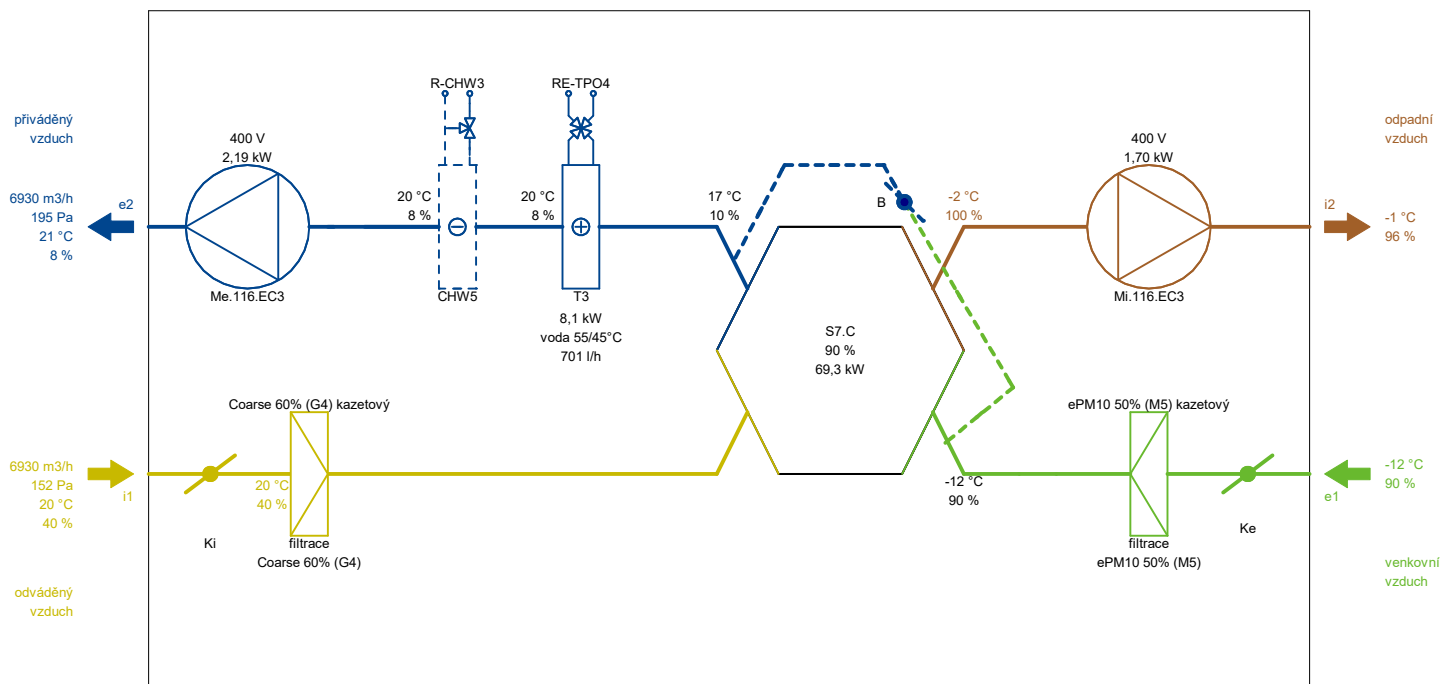 R-CHW3
RE-TPO4
přiváděný
vzduch
400 V
2,19 kW
400 V
1,70 kW
odpadní
vzduch
6930 m3/h
195 Pa
21 °C
8 %
e2
20 °C
8 %
20 °C
8 %
17 °C
10 %
B
-2 °C
100 %
i2
-1 °C
96 %
Me.116.EC3
CHW5
T3
Mi.116.EC3
8,1 kW
voda 55/45°C
701 l/h
S7.C
90 %
69,3 kW
Coarse 60% (G4) kazetový
ePM10 50% (M5) kazetový
6930 m3/h
152 Pa
20 °C
40 %
i1
20 °C
40 %
-12 °C
90 %
-12 °C
90 %
e1
Ki
filtrace
Coarse 60% (G4)
filtrace
ePM10 50% (M5)
Ke
odváděný
vzduch
venkovní
vzduch